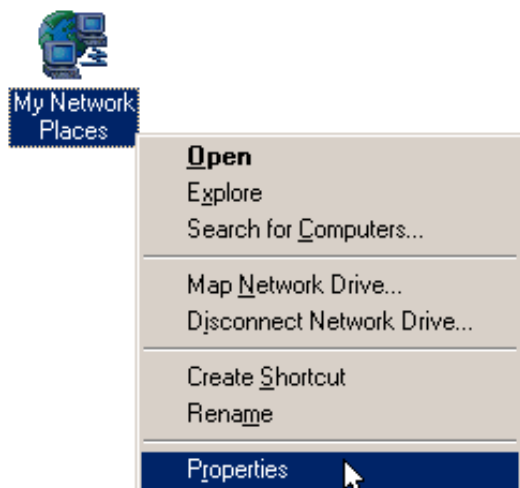 My Network
Places
Open
Explore
Search for Computers...
Map Network Drive...
Disconnect Network Drive...
Create Shortcut
Rename
Properties